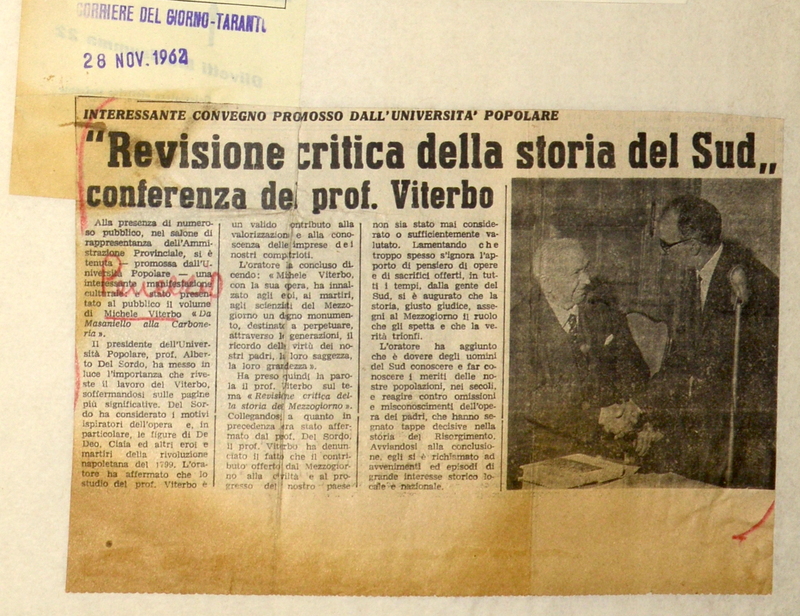 CORRIERE DEL GIORNO-TARANTO
28 NOV. 1962
INTERESSANTE CONVEGNO PROMOSSO DALL'UNIVERSITA' POPOLARE
"Revisione critica della storia del Sud„
conferenza del prof. Viterbo
Alla presenza di numero-
so pubblico, nel salone di
rappresentanza dell'Ammi-
strazione Provinciale, si è
tenuta — promossa dall'U-
niversità Popolare — una
interessante manifestazione
culturale. E' stato presen-
tato al pubblico il volume
di Michele Viterbo «Da
Masaniello alla Carbone-
ria».
Il presidente dell'Univer-
sità Popolare, prof. Alber-
to Del Sordo, ha messo in
luce l'importanza che rive-
ste il lavoro del Viterbo,
soffermandosi sulle pagine
più significative. Del Sor-
do ha considerato i motivi
ispiratori dell'opera e, in
particolare, le figure di De
Deo, Ciaia ed altri eroi e
martiri della rivoluzione
napoletana del 1799. L'ora-
tore ha affermato che lo
studio del prof. Viterbo è
un valido contributo alla
valorizzazione e alla cono-
scenza delle imprese dei
nostri compatrioti.
L'oratore ha concluso di-
cendo: «Michele Viterbo,
con la sua opera, ha innal-
zato agli eroi, ai martiri,
agli scienziati del Mezzo-
giorno un degno monumen-
to, destinato a perpetuare,
attraverso le generazioni, il
ricordo delle virtù dei no-
stri padri, la loro saggezza,
la loro grandezza».
Ha preso quindi la paro-
la il prof. Viterbo sul te-
ma «Revisione critica del-
la storia del Mezzogiorno».
Collegandosi a quanto in
precedenza era stato affer-
mato dal prof. Del Sordo,
il prof. Viterbo ha denun-
ciato il fatto che il contri-
buto offerto dal Mezzogior-
no alla civiltà e al pro-
gresso del nostro paese
non sia stato mai conside-
rato o sufficientemente va-
lutato. Lamentando che
troppo spesso s'ignora l'ap-
porto di pensiero di opere
e di sacrifici offerti, in tut-
ti i tempi, dalla gente del
Sud, si è augurato che la
storia, giusto giudice, asse-
gni al Mezzogiorno il ruolo
che gli spetta e che la ve-
rità trionfi.
L'oratore ha aggiunto
che è dovere degli uomini
del Sud conoscere e far co-
noscere i meriti delle no-
stre popolazioni, nei secoli,
e reagire contro omissioni
e misconoscimenti dell'ope-
ra dei padri, che hanno se-
gnato tappe decisive nella
storia del Risorgimento.
Avviandosi alla conclusio-
ne, egli si è richiamato ad
avvenimenti ed episodi di
grande interesse storico lo-
cale e nazionale.